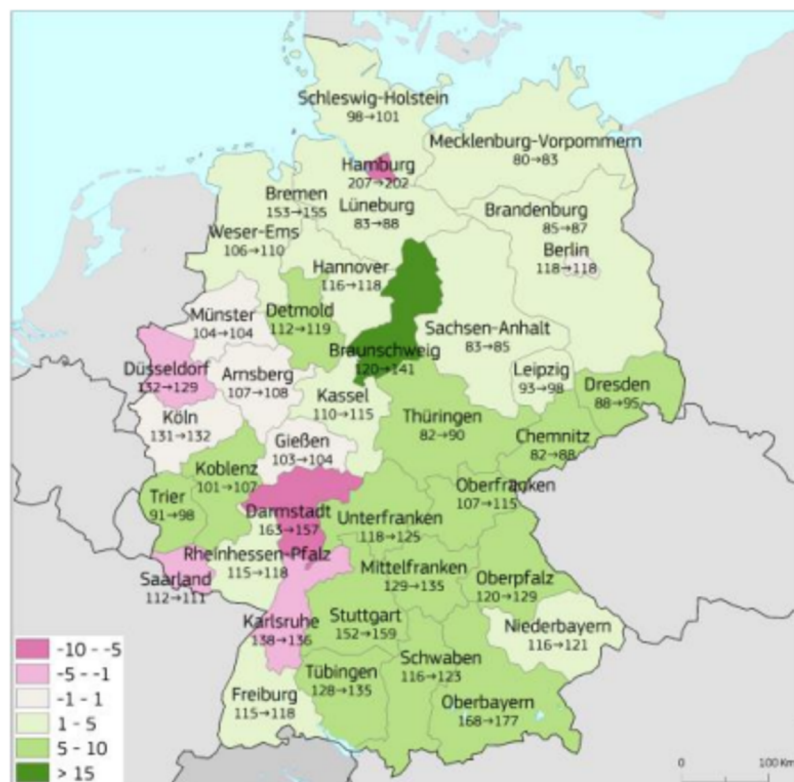 Schleswig-Holstein
98→101
Mecklenburg-Vorpommern
80→83
Hamburg
207→202
Bremen
153→155
Lüneburg
83→88
Brandenburg
85→87
Weser-Ems
106→110
Berlin
118→118
Hannover
116→118
Münster
104→104
Detmold
112→119
Sachsen-Anhalt
83→85
Braunschweig
120→141
Düsseldorf
132→129
Arnsberg
107→108
Leipzig
93→98
Dresden
88→95
Kassel
110→115
Köln
131→132
Thüringen
82→90
Gießen
103→104
Chemnitz
82→88
Koblenz
101→107
Oberfranken
107→115
Trier
91→98
Darmstadt
163→157
Unterfranken
118→125
Rheinhessen-Pfalz
115→118
Mittelfranken
129→135
Saarland
112→111
Oberpfalz
120→129
Stuttgart
152→159
Karlsruhe
138→136
Niederbayern
116→121
Schwaben
116→123
Tübingen
128→135
Freiburg
115→118
Oberbayern
168→177
-10 - -5
-5 - -1
-1 - 1
1 - 5
5 - 10
> 15
0 100 Km